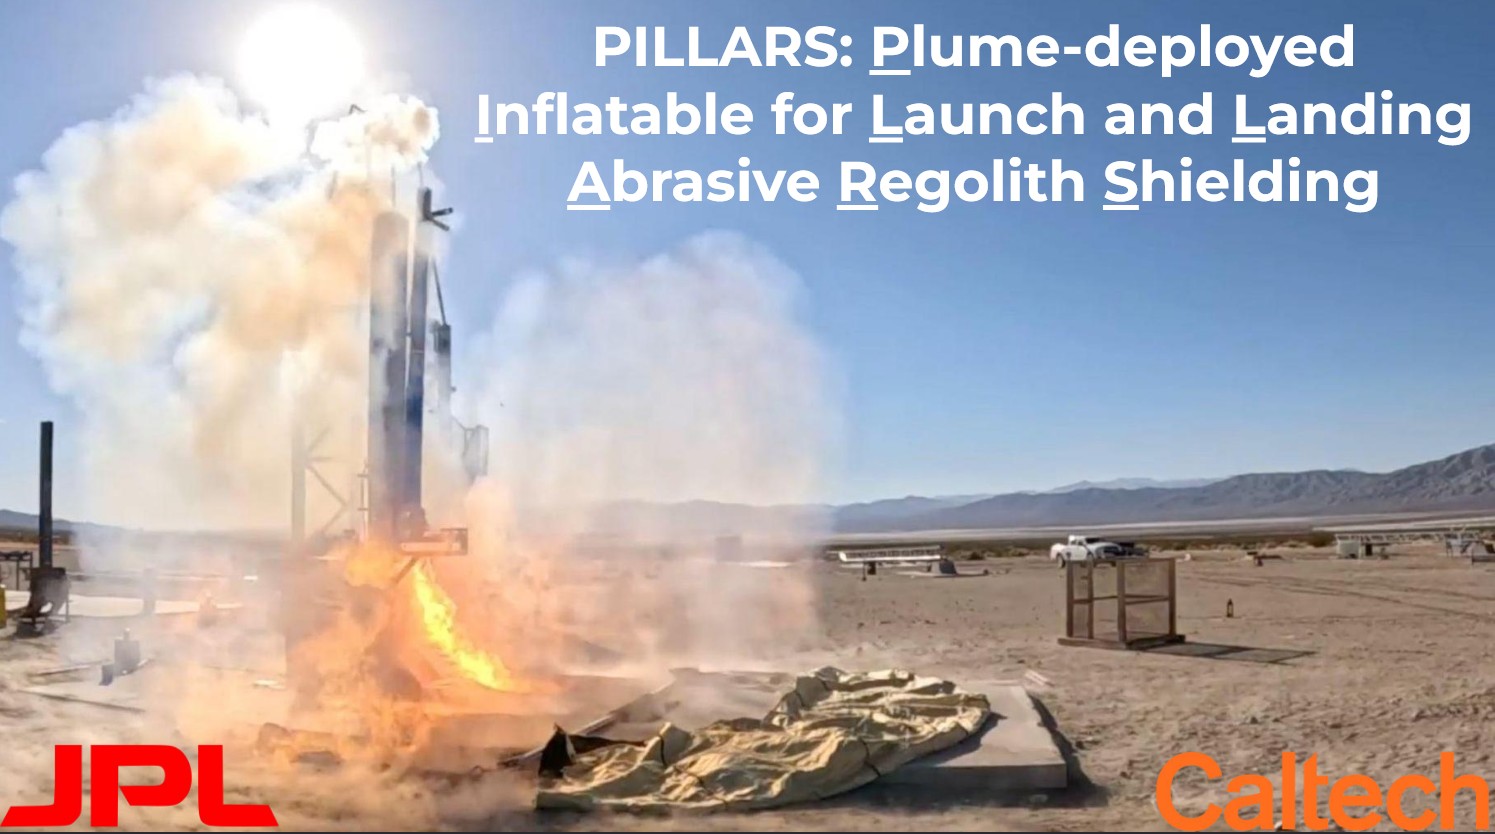 PILLARS: Plume-deployed
Inflatable for Launch and Landing
Abrasive Regolith Shielding
JPL
Caltech